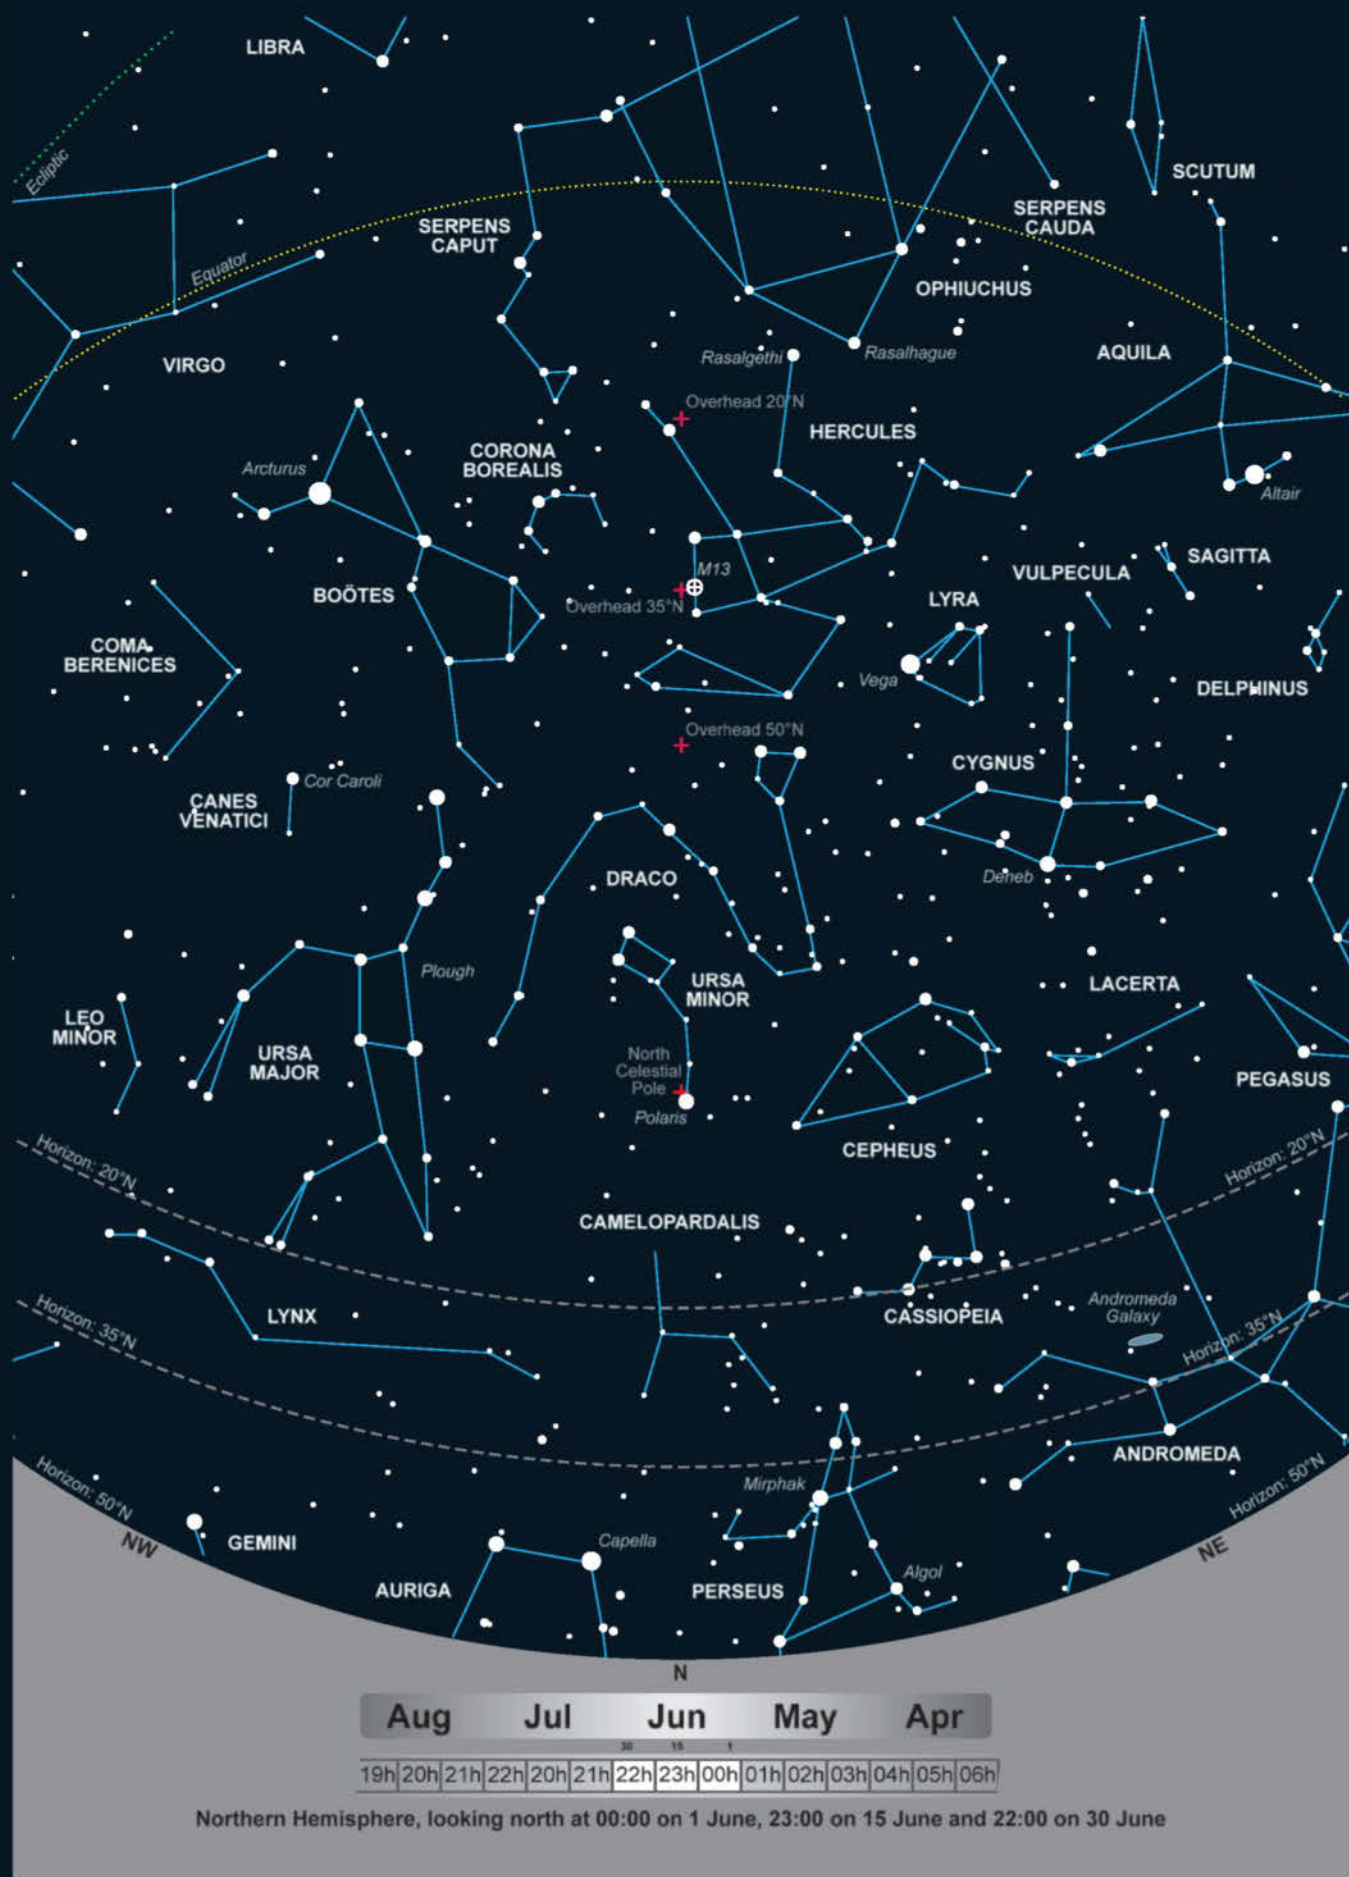 LIBRA
Ecliptic
SCUTUM
SERPENS
CAUDA
SERPENS
CAPUT
Equator
OPHIUCHUS
VIRGO
Rasalgethi
Rasalhague
AQUILA
Overhead 20°N
HERCULES
CORONA
BOREALIS
Arcturus
Altair
SAGITTA
M13
VULPECULA
BOÖTES
Overhead 35°N
LYRA
COMA
BERENICES
Vega
DELPHINUS
Overhead 50°N
CYGNUS
Cor Caroli
CANES
VENATICI
DRACO
Deneb
Plough
URSA
MINOR
LACERTA
LEO
MINOR
URSA
MAJOR
North
Celestial
Pole
Polaris
PEGASUS
CEPHEUS
Horizon: 20°N
Horizon: 20°N
CAMELOPARDALIS
Andromeda
Galaxy
CASSIOPEIA
LYNX
Horizon: 35°N
Horizon: 35°N
ANDROMEDA
Mirphak
Horizon: 50°N
Horizon: 50°N
NW
GEMINI
Capella
NE
AURIGA
PERSEUS
Algol
N
Aug Jul Jun May Apr
30 15 1
19h 20h 21h 22h 20h 21h 22h 23h 00h 01h 02h 03h 04h 05h 06h
Northern Hemisphere, looking north at 00:00 on 1 June, 23:00 on 15 June and 22:00 on 30 June